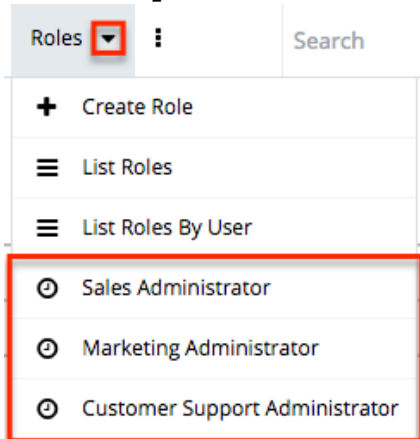 Roles Search
Create Role
List Roles
List Roles By User
Sales Administrator
Marketing Administrator
Customer Support Administrator